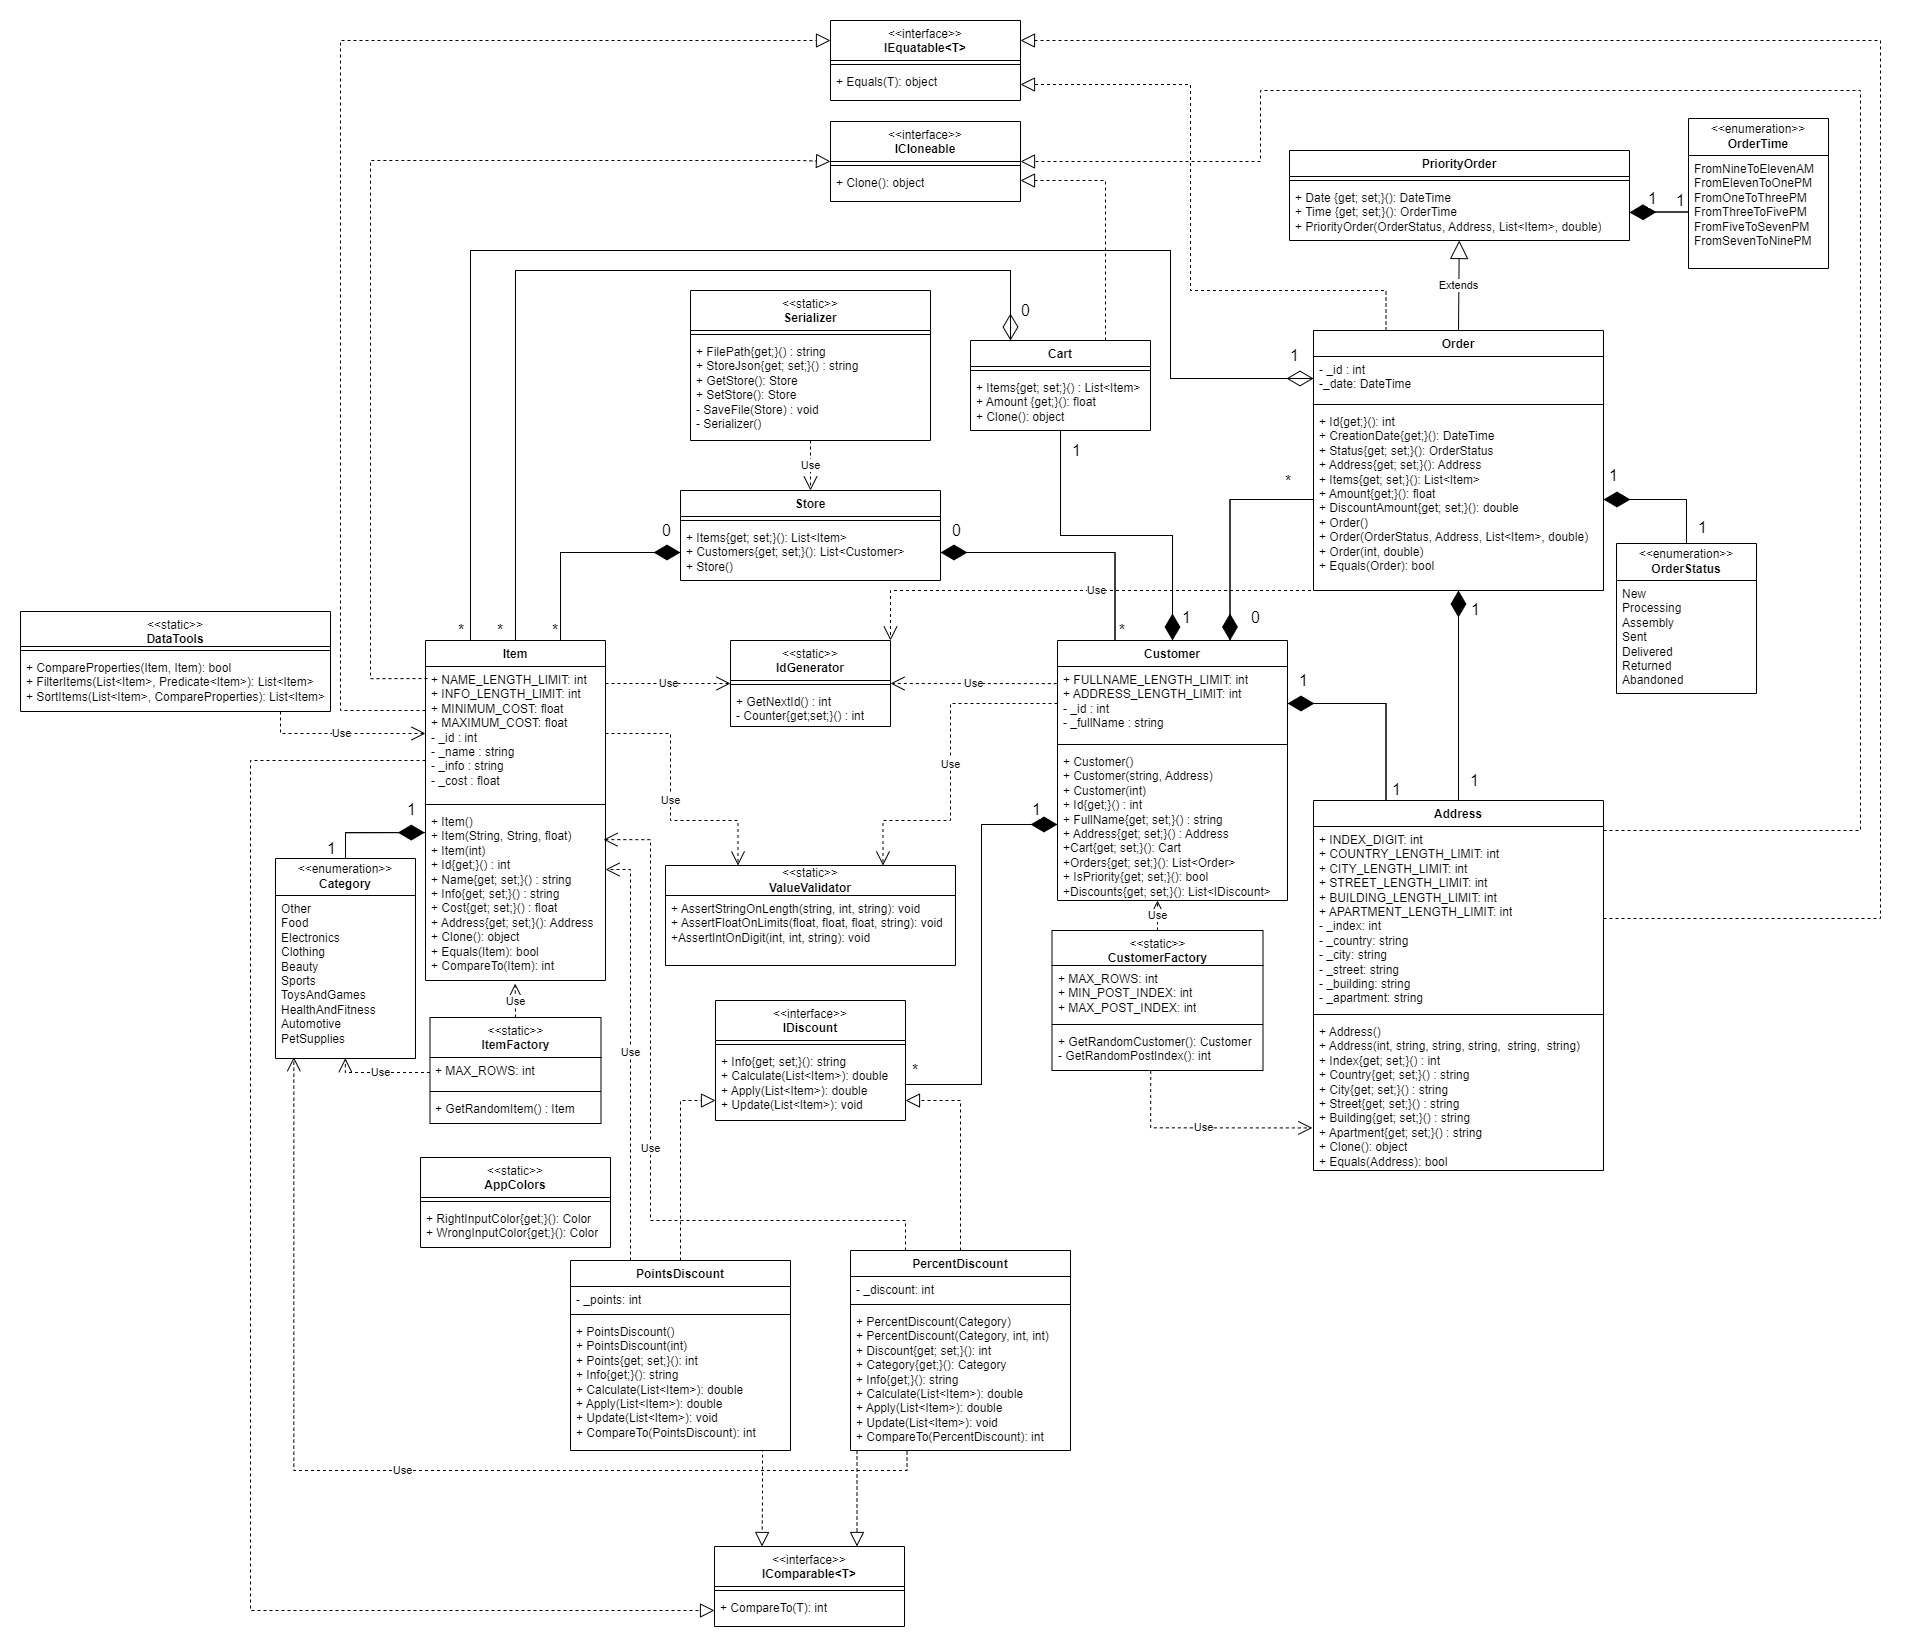 <<interface>>
IEquatable<T>
+ Equals(T): object
<<interface>>
ICloneable
+ Clone(): object
<<enumeration>>
OrderTime
FromNineToElevenAM
FromElevenToOnePM
FromOneToThreePM
FromThreeToFivePM
FromFiveToSevenPM
FromSevenToNinePM
PriorityOrder
+ Date {get; set;}(): DateTime
+ Time {get; set;}(): OrderTime
+ PriorityOrder(OrderStatus, Address, List<Item>, double)
1
1
Extends
<<static>>
Serializer
+ FilePath{get;}() : string
+ StoreJson{get; set;}() : string
+ GetStore(): Store
+ SetStore(): Store
- SaveFile(Store) : void
- Serializer()
Use
0
Cart
+ Items{get; set;}() : List<Item>
+ Amount {get;}(): float
+ Clone(): object
1
1
Order
- _id : int
-_date: DateTime
+ Id{get;}(): int
+ CreationDate{get;}(): DateTime
+ Status{get; set;}(): OrderStatus
+ Address{get; set;}(): Address
+ Items{get; set;}(): List<Item>
+ Amount{get;}(): float
+ DiscountAmount{get; set;}(): double
+ Order()
+ Order(OrderStatus, Address, List<Item>, double)
+ Order(int, double)
+ Equals(Order): bool
*
1
1
<<enumeration>>
OrderStatus
New
Processing
Assembly
Sent
Delivered
Returned
Abandoned
Store
+ Items{get; set;}(): List<Item>
+ Customers{get; set;}(): List<Customer>
+ Store()
0
0
Use
1
0
1
*
*
*
*
<<static>>
DataTools
+ CompareProperties(Item, Item): bool
+ FilterItems(List<Item>, Predicate<Item>): List<Item>
+ SortItems(List<Item>, CompareProperties): List<Item>
Use
Item
+ NAME_LENGTH_LIMIT: int
+ INFO_LENGTH_LIMIT: int
+ MINIMUM_COST: float
+ MAXIMUM_COST: float
- _id : int
- _name : string
- _info : string
- _cost : float
+ Item()
+ Item(String, String, float)
+ Item(int)
+ Id{get;}() : int
+ Name{get; set;}() : string
+ Info{get; set;}() : string
+ Cost{get; set;}() : float
+ Address{get; set;}(): Address
+ Clone(): object
+ Equals(Item): bool
+ CompareTo(Item): int
Use
<<static>>
IdGenerator
+ GetNextId() : int
- Counter{get;set;}() : int
Use
Use
Use
Customer
+ FULLNAME_LENGTH_LIMIT: int
+ ADDRESS_LENGTH_LIMIT: int
- _id : int
- _fullName : string
+ Customer()
+ Customer(string, Address)
+ Customer(int)
+ Id{get;}() : int
+ FullName{get; set;}() : string
+ Address{get; set;}() : Address
+Cart{get; set;}(): Cart
+Orders{get; set;}(): List<Order>
+ IsPriority{get; set;}(): bool
+Discounts{get; set;}(): List<IDiscount>
1
1
1
1
Address
+ INDEX_DIGIT: int
+ COUNTRY_LENGTH_LIMIT: int
+ CITY_LENGTH_LIMIT: int
+ STREET_LENGTH_LIMIT: int
+ BUILDING_LENGTH_LIMIT: int
+ APARTMENT_LENGTH_LIMIT: int
- _index: int
- _country: string
- _city: string
- _street: string
- _building: string
- _apartment: string
+ Address()
+ Address(int, string, string, string, string, string)
+ Index{get; set;}() : int
+ Country{get; set;}() : string
+ City{get; set;}() : string
+ Street{get; set;}() : string
+ Building{get; set;}() : string
+ Apartment{get; set;}() : string
+ Clone(): object
+ Equals(Address): bool
1
1
<<enumeration>>
Category
Other
Food
Electronics
Clothing
Beauty
Sports
ToysAndGames
HealthAndFitness
Automotive
PetSupplies
<<static>>
ValueValidator
+ AssertStringOnLength(string, int, string): void
+ AssertFloatOnLimits(float, float, float, string): void
+AssertIntOnDigit(int, int, string): void
Use
<<static>>
CustomerFactory
+ MAX_ROWS: int
+ MIN_POST_INDEX: int
+ MAX_POST_INDEX: int
+ GetRandomCustomer(): Customer
- GetRandomPostIndex(): int
Use
Use
<<static>>
ItemFactory
+ MAX_ROWS: int
+ GetRandomItem() : Item
Use
<<interface>>
IDiscount
+ Info{get; set;}(): string
+ Calculate(List<Item>): double
+ Apply(List<Item>): double
+ Update(List<Item>): void
*
Use
Use
<<static>>
AppColors
+ RightInputColor{get;}(): Color
+ WrongInputColor{get;}(): Color
PointsDiscount
- _points: int
+ PointsDiscount()
+ PointsDiscount(int)
+ Points{get; set;}(): int
+ Info{get;}(): string
+ Calculate(List<Item>): double
+ Apply(List<Item>): double
+ Update(List<Item>): void
+ CompareTo(PointsDiscount): int
PercentDiscount
- _discount: int
+ PercentDiscount(Category)
+ PercentDiscount(Category, int, int)
+ Discount{get; set;}(): int
+ Category{get;}(): Category
+ Info{get;}(): string
+ Calculate(List<Item>): double
+ Apply(List<Item>): double
+ Update(List<Item>): void
+ CompareTo(PercentDiscount): int
Use
<<interface>>
IComparable<T>
+ CompareTo(T): int